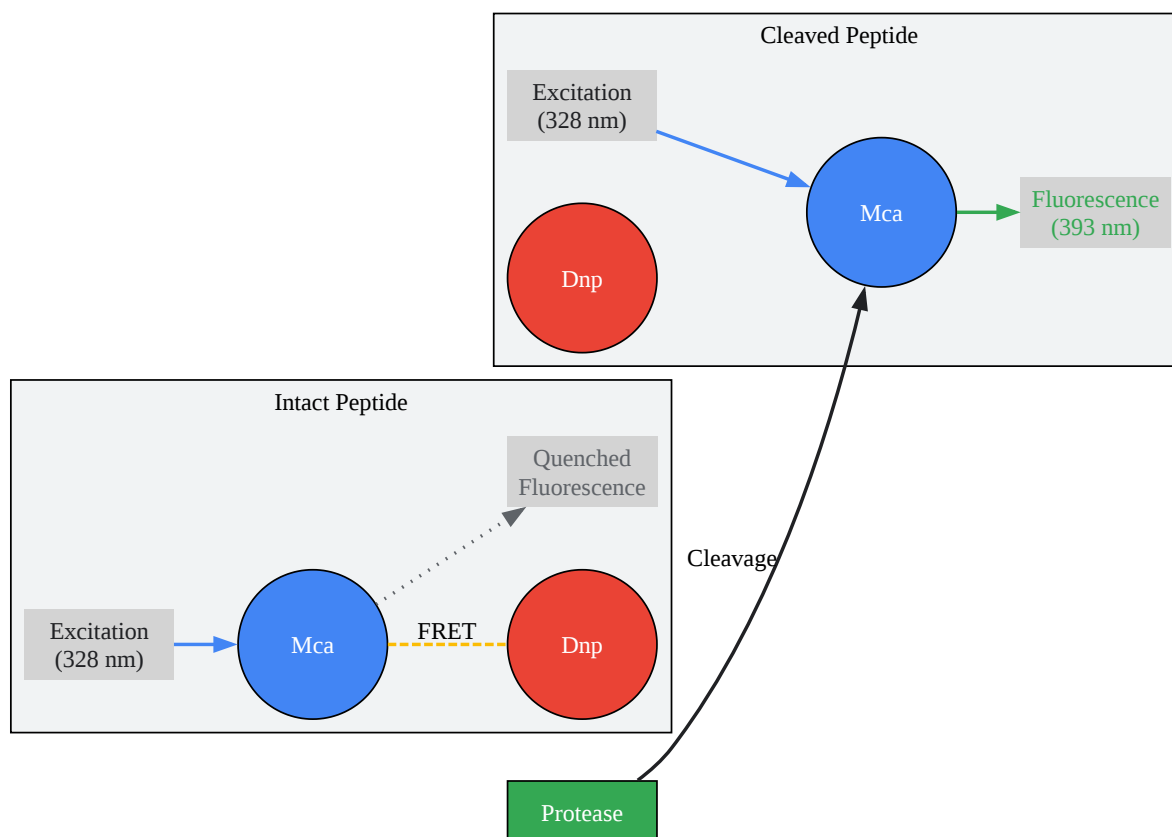 Cleaved Peptide
Excitation
(328 nm)
Mca
Fluorescence
(393 nm)
Dnp
Intact Peptide
Quenched
Fluorescence
Cleavage
Excitation
(328 nm)
Mca
FRET
Dnp
Protease